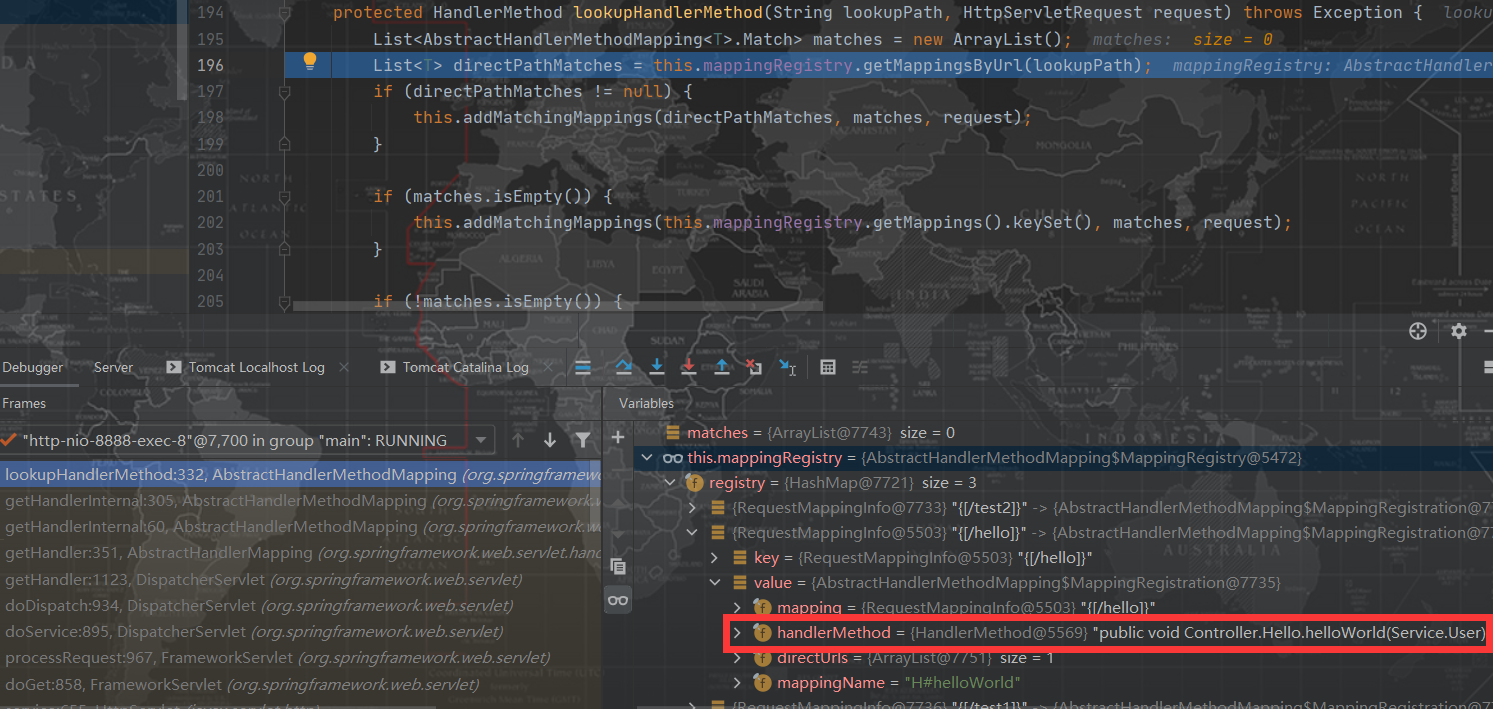 194 protected HandlerMethod lookupHandlerMethod(String lookupPath, HttpServletRequest request) throws Exception { looku
195 List<AbstractHandlerMethodMapping<T>.Match> matches = new ArrayList(); matches: size = 0
196 List<T> directPathMatches = this.mappingRegistry.getMappingsByUrl(lookupPath); mappingRegistry: AbstractHandler
197 if (directPathMatches != null) {
198 this.addMatchingMappings(directPathMatches, matches, request);
199 }
200
201 if (matches.isEmpty()) {
202 this.addMatchingMappings(this.mappingRegistry.getMappings().keySet(), matches, request);
203 }
204
205 if (!matches.isEmpty()) {
Debugger Server Tomcat Localhost Log Tomcat Catalina Log
Frames
"http-nio-8888-exec-8"@7,700 in group "main": RUNNING
lookupHandlerMethod:332, AbstractHandlerMethodMapping (org.springframew
getHandlerInternal:305, AbstractHandlerMethodMapping (org.springframework.w
getHandlerInternal:60, AbstractHandlerMethodMapping (org.springframework.we
getHandler:351, AbstractHandlerMapping (org.springframework.web.servlet.hand
getHandler:1123, DispatcherServlet (org.springframework.web.servlet)
doDispatch:934, DispatcherServlet (org.springframework.web.servlet)
doService:895, DispatcherServlet (org.springframework.web.servlet)
processRequest:967, FrameworkServlet (org.springframework.web.servlet)
doGet:858, FrameworkServlet (org.springframework.web.servlet)
Variables
matches = {ArrayList@7743} size = 0
this.mappingRegistry = {AbstractHandlerMethodMapping$MappingRegistry@5472}
registry = {HashMap@7721} size = 3
{RequestMappingInfo@7733} "{[/test2]}" -> {AbstractHandlerMethodMapping$MappingRegistration@7
{RequestMappingInfo@5503} "{[/hello]}" -> {AbstractHandlerMethodMapping$MappingRegistration@77
key = {RequestMappingInfo@5503} "{[/hello]}"
value = {AbstractHandlerMethodMapping$MappingRegistration@7735}
mapping = {RequestMappingInfo@5503} "{[/hello]}"
handlerMethod = {HandlerMethod@5569} "public void Controller.Hello.helloWorld(Service.User)
directUrls = {ArrayList@7751} size = 1
mappingName = "H#helloWorld"
{RequestMappingInfo@7736} "{[/test1]}" -> {AbstractHandlerMethodMapping$MappingRegistration@77